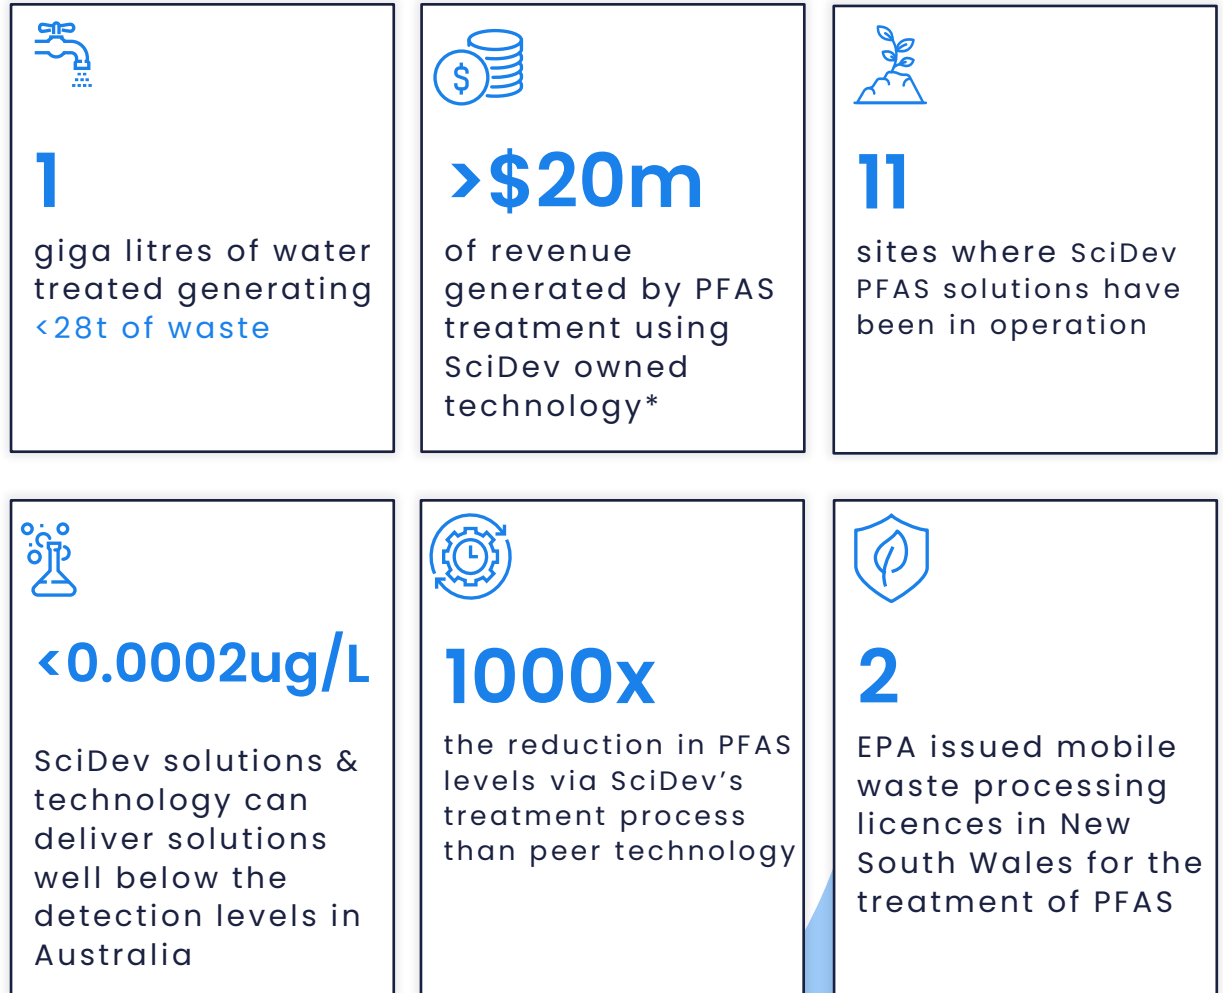 1
giga litres of water
treated generating
<28t of waste
>$20m
of revenue
generated by PFAS
treatment using
SciDev owned
technology*
11
sites where SciDev
PFAS solutions have
been in operation
<0.0002ug/L
SciDev solutions &
technology can
deliver solutions
well below the
detection levels in
Australia
1000x
the reduction in PFAS
levels via SciDev’s
treatment process
than peer technology
2
EPA issued mobile
waste processing
licences in New
South Wales for the
treatment of PFAS